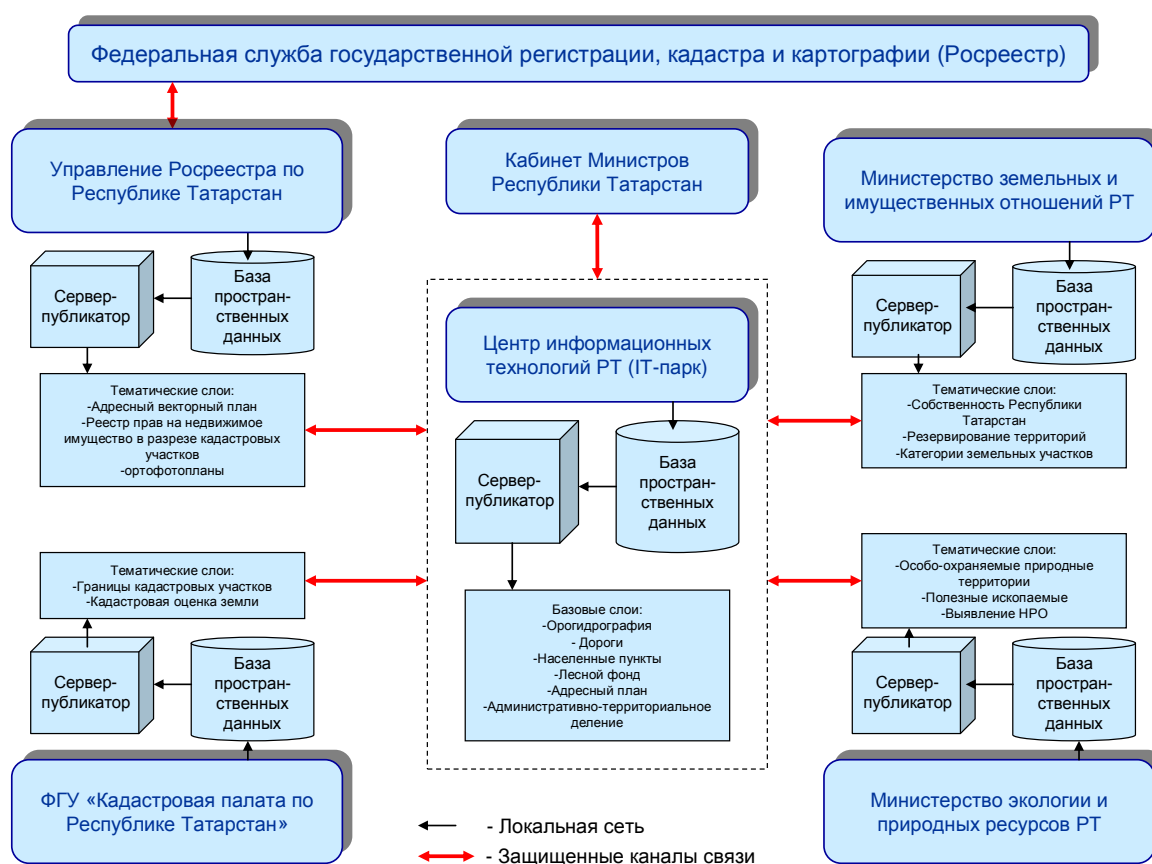 Федеральная служба государственной регистрации, кадастра и картографии (Росреестр)
Управление Росреестра по
Республике Татарстан
Кабинет Министров
Республики Татарстан
Министерство земельных и
имущественных отношений РТ
Сервер-
публикатор
База
простран-
ственных
данных
Тематические слои:
-Адресный векторный план
-Реестр прав на недвижимое
имущество в разрезе кадастровых
участков
-ортофотопланы
Центр информационных
технологий РТ (IT-парк)
Сервер-
публикатор
База
простран-
ственных
данных
Базовые слои:
-Орогидрография
- Дороги
-Населенные пункты
-Лесной фонд
-Адресный план
-Административно-территориальное
деление
Сервер-
публикатор
База
простран-
ственных
данных
Тематические слои:
-Собственность Республики
Татарстан
-Резервирование территорий
-Категории земельных участков
Тематические слои:
-Границы кадастровых участков
-Кадастровая оценка земли
Сервер-
публикатор
База
простран-
ственных
данных
ФГУ «Кадастровая палата по
Республике Татарстан»
Тематические слои:
-Особо-охраняемые природные
территории
-Полезные ископаемые
-Выявление НРО
Сервер-
публикатор
База
простран-
ственных
данных
Министерство экологии и
природных ресурсов РТ
- Локальная сеть
- Защищенные каналы связи